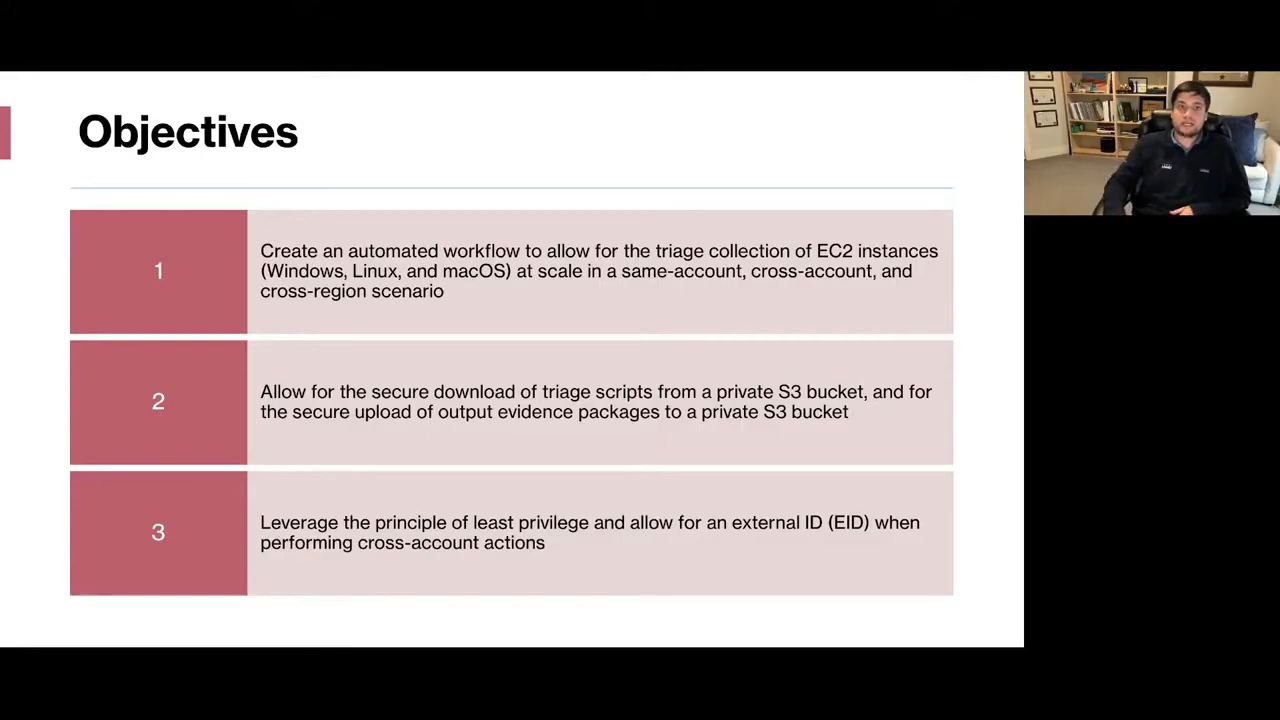 Objectives
1
Create an automated workflow to allow for the triage collection of EC2 instances
(Windows, Linux, and macOS) at scale in a same-account, cross-account, and
cross-region scenario
2
Allow for the secure download of triage scripts from a private S3 bucket, and for
the secure upload of output evidence packages to a private S3 bucket
3
Leverage the principle of least privilege and allow for an external ID (EID) when
performing cross-account actions